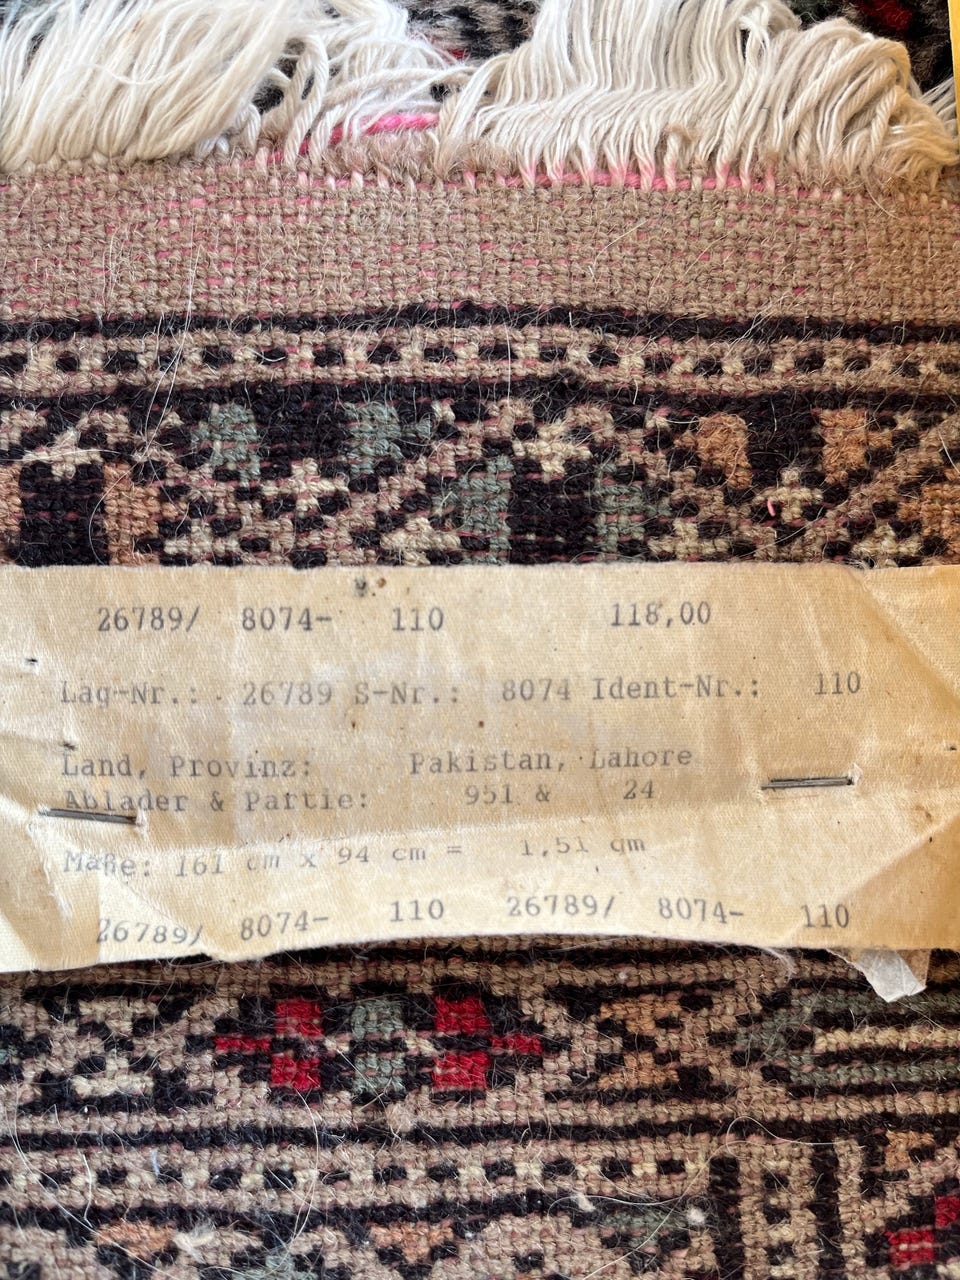 26789/ 8074- 110 118,00
Lag-Nr.: 26789 S-Nr.: 8074 Ident-Nr.: 110
Land, Provinz: Pakistan, Lahore
Ablader & Partie: 951 & 24
Maße: 161 cm x 94 cm = 1,51 qm
26789/ 8074- 110 26789/ 8074- 110